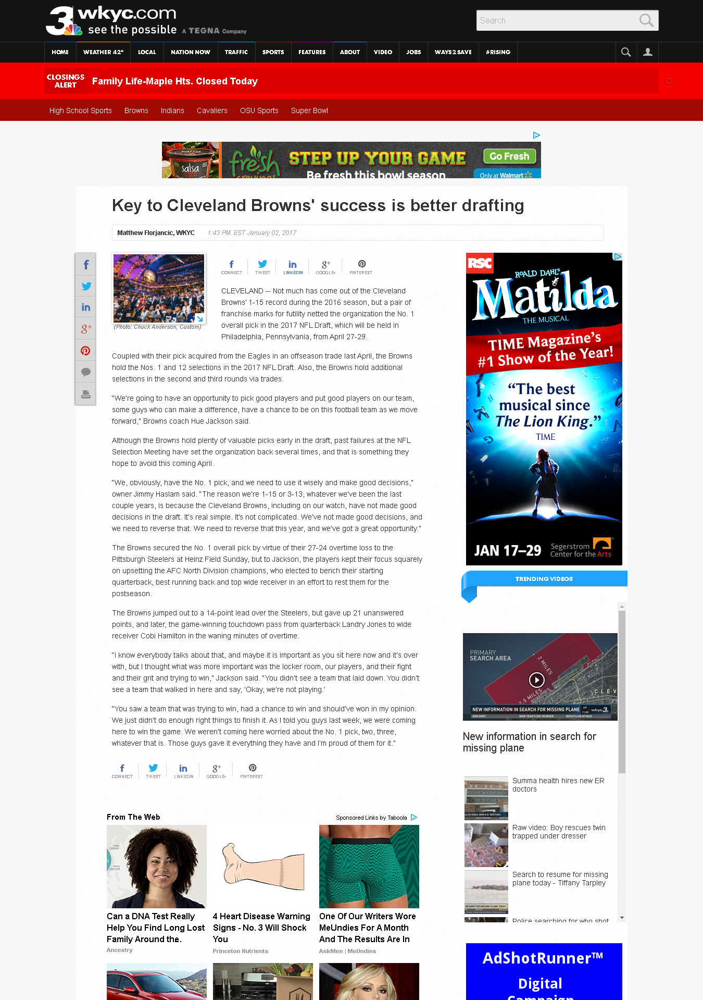 3 wkyc.com
see the possible A TEGNA Company
Search
HOME WEATHER 42° LOCAL NATION NOW TRAFFIC SPORTS FEATURES ABOUT VIDEO JOBS WAYS 2 SAVE #RISING
CLOSINGS
ALERT
Family Life-Maple Hts. Closed Today
High School Sports Browns Indians Cavaliers OSU Sports Super Bowl
salsa
fresh
cravings
STEP UP YOUR GAME
Be fresh this bowl season.
Go Fresh
Only at Walmart
Key to Cleveland Browns' success is better drafting
Matthew Florjancic, WKYC 1:43 PM. EST January 02, 2017
(Photo: Chuck Anderson, Custom)
CONNECT TWEET LINKEDIN GOOGLE+ PINTEREST
CLEVELAND -- Not much has come out of the Cleveland
Browns' 1-15 record during the 2016 season, but a pair of
franchise marks for futility netted the organization the No. 1
overall pick in the 2017 NFL Draft, which will be held in
Philadelphia, Pennsylvania, from April 27-29.
Coupled with their pick acquired from the Eagles in an offseason trade last April, the Browns
hold the Nos. 1 and 12 selections in the 2017 NFL Draft. Also, the Browns hold additional
selections in the second and third rounds via trades.
"We're going to have an opportunity to pick good players and put good players on our team,
some guys who can make a difference, have a chance to be on this football team as we move
forward," Browns coach Hue Jackson said.
Although the Browns hold plenty of valuable picks early in the draft, past failures at the NFL
Selection Meeting have set the organization back several times, and that is something they
hope to avoid this coming April.
"We, obviously, have the No. 1 pick, and we need to use it wisely and make good decisions,"
owner Jimmy Haslam said. "The reason we're 1-15 or 3-13, whatever we've been the last
couple years, is because the Cleveland Browns, including on our watch, have not made good
decisions in the draft. It's real simple. It's not complicated. We've not made good decisions, and
we need to reverse that. We need to reverse that this year, and we've got a great opportunity."
The Browns secured the No. 1 overall pick by virtue of their 27-24 overtime loss to the
Pittsburgh Steelers at Heinz Field Sunday, but to Jackson, the players kept their focus squarely
on upsetting the AFC North Division champions, who elected to bench their starting
quarterback, best running back and top wide receiver in an effort to rest them for the
postseason.
The Browns jumped out to a 14-point lead over the Steelers, but gave up 21 unanswered
points, and later, the game-winning touchdown pass from quarterback Landry Jones to wide
receiver Cobi Hamilton in the waning minutes of overtime.
"I know everybody talks about that, and maybe it is important as you sit here now and it's over
with, but I thought what was more important was the locker room, our players, and their fight
and their grit and trying to win," Jackson said. "You didn't see a team that laid down. You didn't
see a team that walked in here and say, 'Okay, we're not playing.'
"You saw a team that was trying to win, had a chance to win and should've won in my opinion.
We just didn't do enough right things to finish it. As I told you guys last week, we were coming
here to win the game. We weren't coming here worried about the No. 1 pick, two, three,
whatever that is. Those guys gave it everything they have and I'm proud of them for it."
CONNECT TWEET LINKEDIN GOOGLE+ PINTEREST
From The Web
Sponsored Links by Taboola
Can a DNA Test Really
Help You Find Long Lost
Family Around the.
Ancestry
4 Heart Disease Warning
Signs - No. 3 Will Shock
You
Princeton Nutrients
One Of Our Writers Wore
MeUndies For A Month
And The Results Are In
AskMen | MeUndies
RSC
ROALD DAHL'S
Matilda
THE MUSICAL
TIME Magazine's
#1 Show of the Year!
"The best
musical since
The Lion King."
TIME
JAN 17–29
Segerstrom
Center for the Arts
TRENDING VIDEOS
PRIMARY
SEARCH AREA
2 MILES
2.5 MILES
CLEV
NEW INFORMATION IN SEARCH FOR MISSING PLANE
wkyc 3
DOG SHOT NEW YEAR'S DAY MURDER NIGHTCLUB ATTACK
New information in search for
missing plane
Summa health hires new ER
doctors
Raw video: Boy rescues twin
trapped under dresser
Search to resume for missing
plane today - Tiffany Tarpley
Police searching for who shot
AdShotRunner™
Digital
Campaign